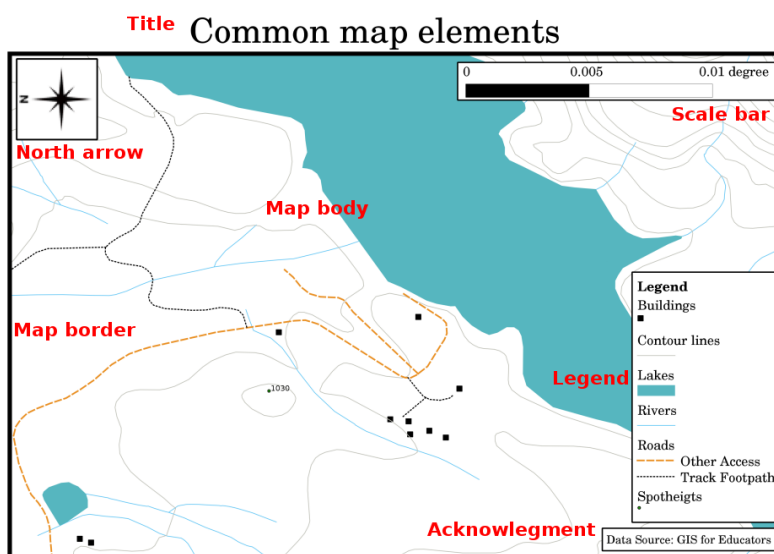 Title Common map elements
0 0.005 0.01 degree
Z
Scale bar
North arrow
Map body
Map border
1030
Legend
Legend
Buildings
Contour lines
Lakes
Rivers
Roads
Other Access
Track Footpath
Spotheigts
Acknowlegment
Data Source: GIS for Educators